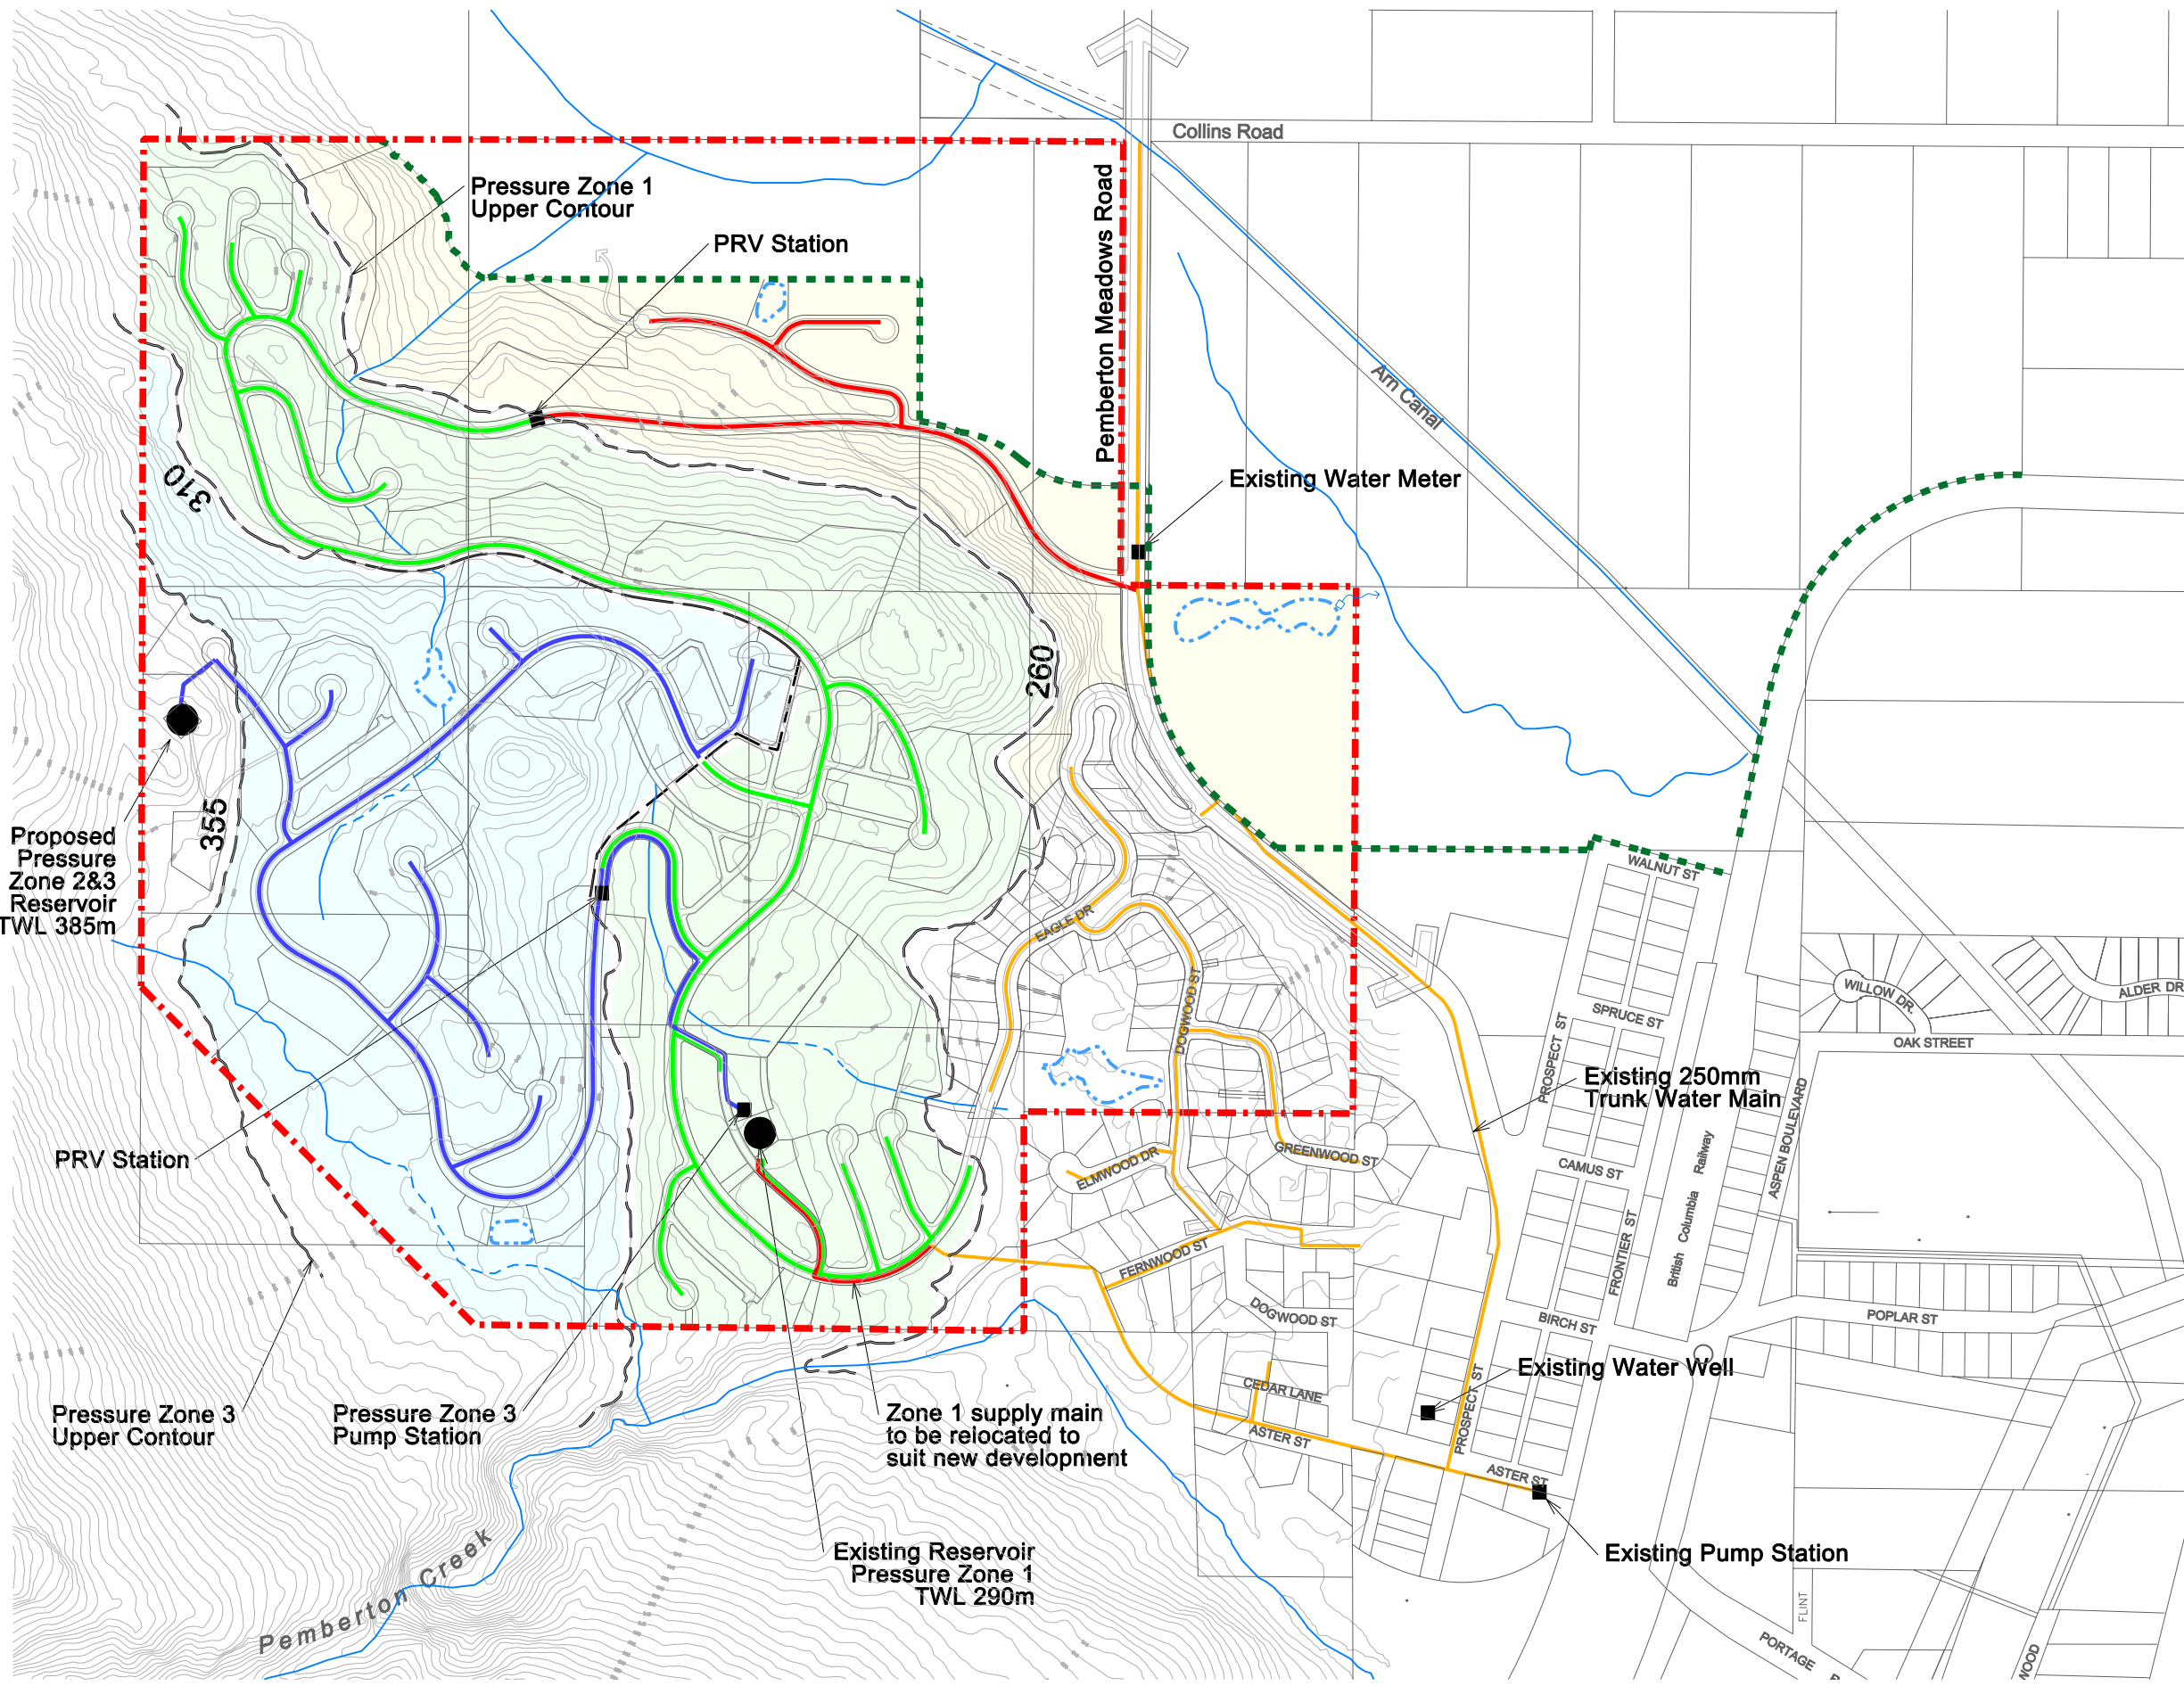 Collins Road
Pemberton Meadows Road
Pressure Zone 1
Upper Contour
PRV Station
Arn Canal
310
Existing Water Meter
260
355
Proposed
Pressure
Zone 2&3
Reservoir
TWL 385m
WALNUT ST
EAGLE DR
DOGWOOD ST
WILLOW DR.
ALDER DR
SPRUCE ST
PROSPECT ST
OAK STREET
Existing 250mm
Trunk Water Main
ASPEN BOULEVARD
British Columbia Railway
PRV Station
ELMWOOD DR
GREENWOOD ST
CAMUS ST
FRONTIER ST
FERNWOOD ST
DOGWOOD ST
BIRCH ST
POPLAR ST
Existing Water Well
CEDAR LANE
PROSPECT ST
ASTER ST
ASTER ST
Pressure Zone 3
Upper Contour
Pressure Zone 3
Pump Station
Zone 1 supply main
to be relocated to
suit new development
Existing Reservoir
Pressure Zone 1
TWL 290m
Existing Pump Station
Pemberton Creek
FLINT
PORTAGE
WOOD